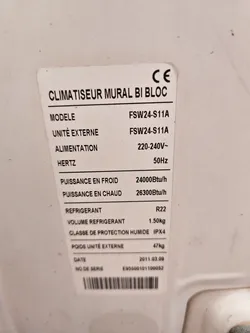 CLIMATISEUR MURAL BI BLOC
MODELE FSW24-S11A
UNITÉ EXTERNE FSW24-S11A
ALIMENTATION 220-240V~
HERTZ 50Hz
PUISSANCE EN FROID 24000Btu/h
PUISSANCE EN CHAUD 26300Btu/h
REFRIGERANT R22
VOLUME REFRIGERANT 1.50kg
CLASSE DE PROTECTION HUMIDE IPX4
POIDS UNITÉ EXTERNE 47kg
DATE 2011.03.08
NO DE SERIE